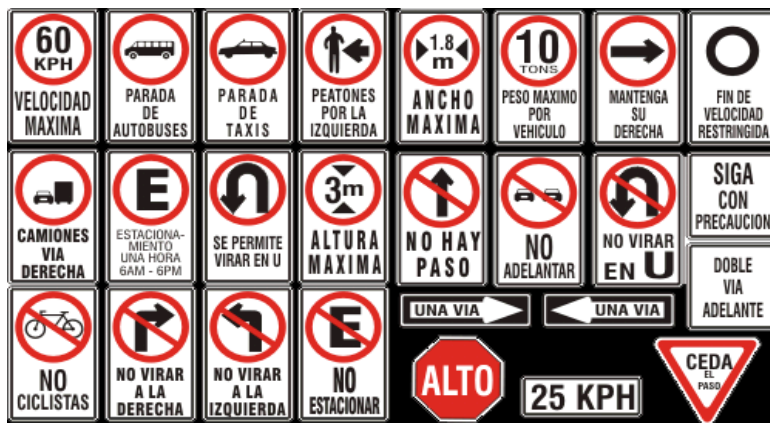 60
KPH
VELOCIDAD
MAXIMA
PARADA
DE
AUTOBUSES
PARADA
DE
TAXIS
PEATONES
POR LA
IZQUIERDA
1.8
m
ANCHO
MAXIMA
10
TONS
PESO MAXIMO
POR
VEHICULO
MANTENGA
SU
DERECHA
FIN DE
VELOCIDAD
RESTRINGIDA
CAMIONES
VIA
DERECHA
E
ESTACIONA-
MIENTO
UNA HORA
6AM - 6PM
SE PERMITE
VIRAR EN U
3m
ALTURA
MAXIMA
NO HAY
PASO
NO
ADELANTAR
NO VIRAR
EN U
SIGA
CON
PRECAUCION
DOBLE
VIA
ADELANTE
NO
CICLISTAS
NO VIRAR
A LA
DERECHA
NO VIRAR
A LA
IZQUIERDA
E
NO
ESTACIONAR
UNA VIA
UNA VIA
ALTO
25 KPH
CEDA
EL
PASO